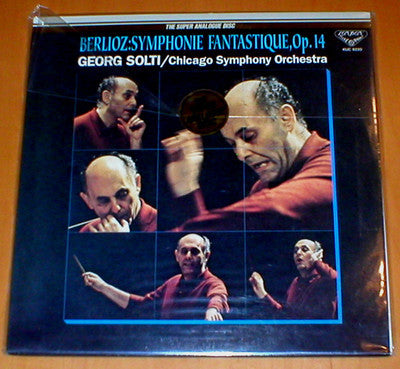 THE SUPER ANALOGUE DISC
BERLIOZ:SYMPHONIE FANTASTIQUE,Op.14
GEORG SOLTI/Chicago Symphony Orchestra
LONDON